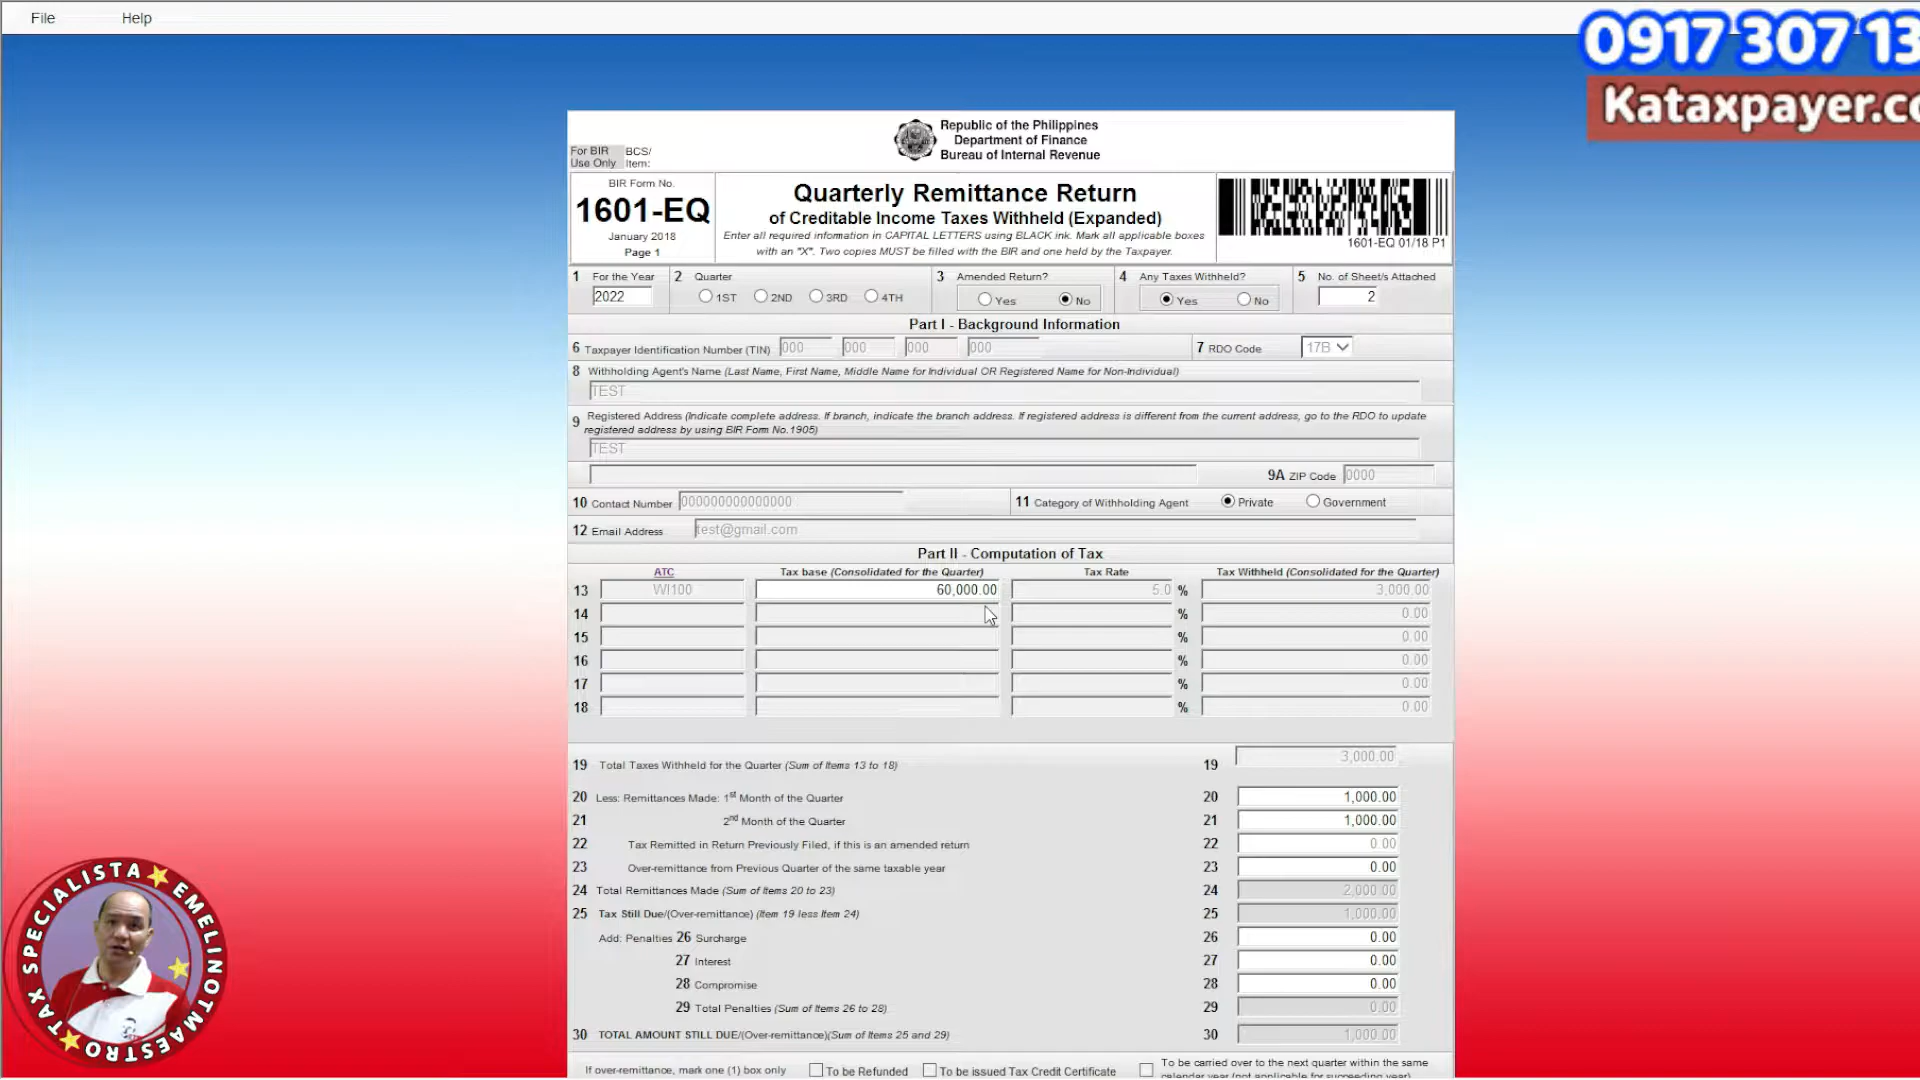 File Help
0917 307 13
Kataxpayer.co
Republic of the Philippines
Department of Finance
Bureau of Internal Revenue
For BIR BCS/
Use Only Item:
BIR Form No.
1601-EQ
January 2018
Page 1
Quarterly Remittance Return
of Creditable Income Taxes Withheld (Expanded)
Enter all required information in CAPITAL LETTERS using BLACK ink. Mark all applicable boxes
with an "X". Two copies MUST be filled with the BIR and one held by the Taxpayer.
1601-EQ 01/18 P1
1 For the Year 2 Quarter 3 Amended Return? 4 Any Taxes Withheld? 5 No. of Sheet/s Attached
2022 1ST 2ND 3RD 4TH Yes No Yes No 2
Part I - Background Information
6 Taxpayer Identification Number (TIN) 000 000 000 000 7 RDO Code 17B
8 Withholding Agent's Name (Last Name, First Name, Middle Name for Individual OR Registered Name for Non-Individual)
TEST
9 Registered Address (Indicate complete address. If branch, indicate the branch address. If registered address is different from the current address, go to the RDO to update
registered address by using BIR Form No.1905)
TEST
9A ZIP Code 0000
10 Contact Number 000000000000000 11 Category of Withholding Agent Private Government
12 Email Address test@gmail.com
Part II - Computation of Tax
ATC Tax base (Consolidated for the Quarter) Tax Rate Tax Withheld (Consolidated for the Quarter)
13 WI100 60,000.00 5.0 % 3,000.00
14 % 0.00
15 % 0.00
16 % 0.00
17 % 0.00
18 % 0.00
19 Total Taxes Withheld for the Quarter (Sum of Items 13 to 18) 19 3,000.00
20 Less: Remittances Made: 1st Month of the Quarter 20 1,000.00
21 2nd Month of the Quarter 21 1,000.00
22 Tax Remitted in Return Previously Filed, if this is an amended return 22 0.00
23 Over-remittance from Previous Quarter of the same taxable year 23 0.00
24 Total Remittances Made (Sum of Items 20 to 23) 24 2,000.00
25 Tax Still Due/(Over-remittance) (Item 19 less Item 24) 25 1,000.00
Add: Penalties 26 Surcharge 26 0.00
27 Interest 27 0.00
28 Compromise 28 0.00
29 Total Penalties (Sum of Items 26 to 28) 29 0.00
30 TOTAL AMOUNT STILL DUE/(Over-remittance)(Sum of Items 25 and 29) 30 1,000.00
If over-remittance, mark one (1) box only To be Refunded To be issued Tax Credit Certificate To be carried over to the next quarter within the same
calendar year (not applicable for succeeding year)
TAX SPECIALISTA EMELINOTMAESTRO